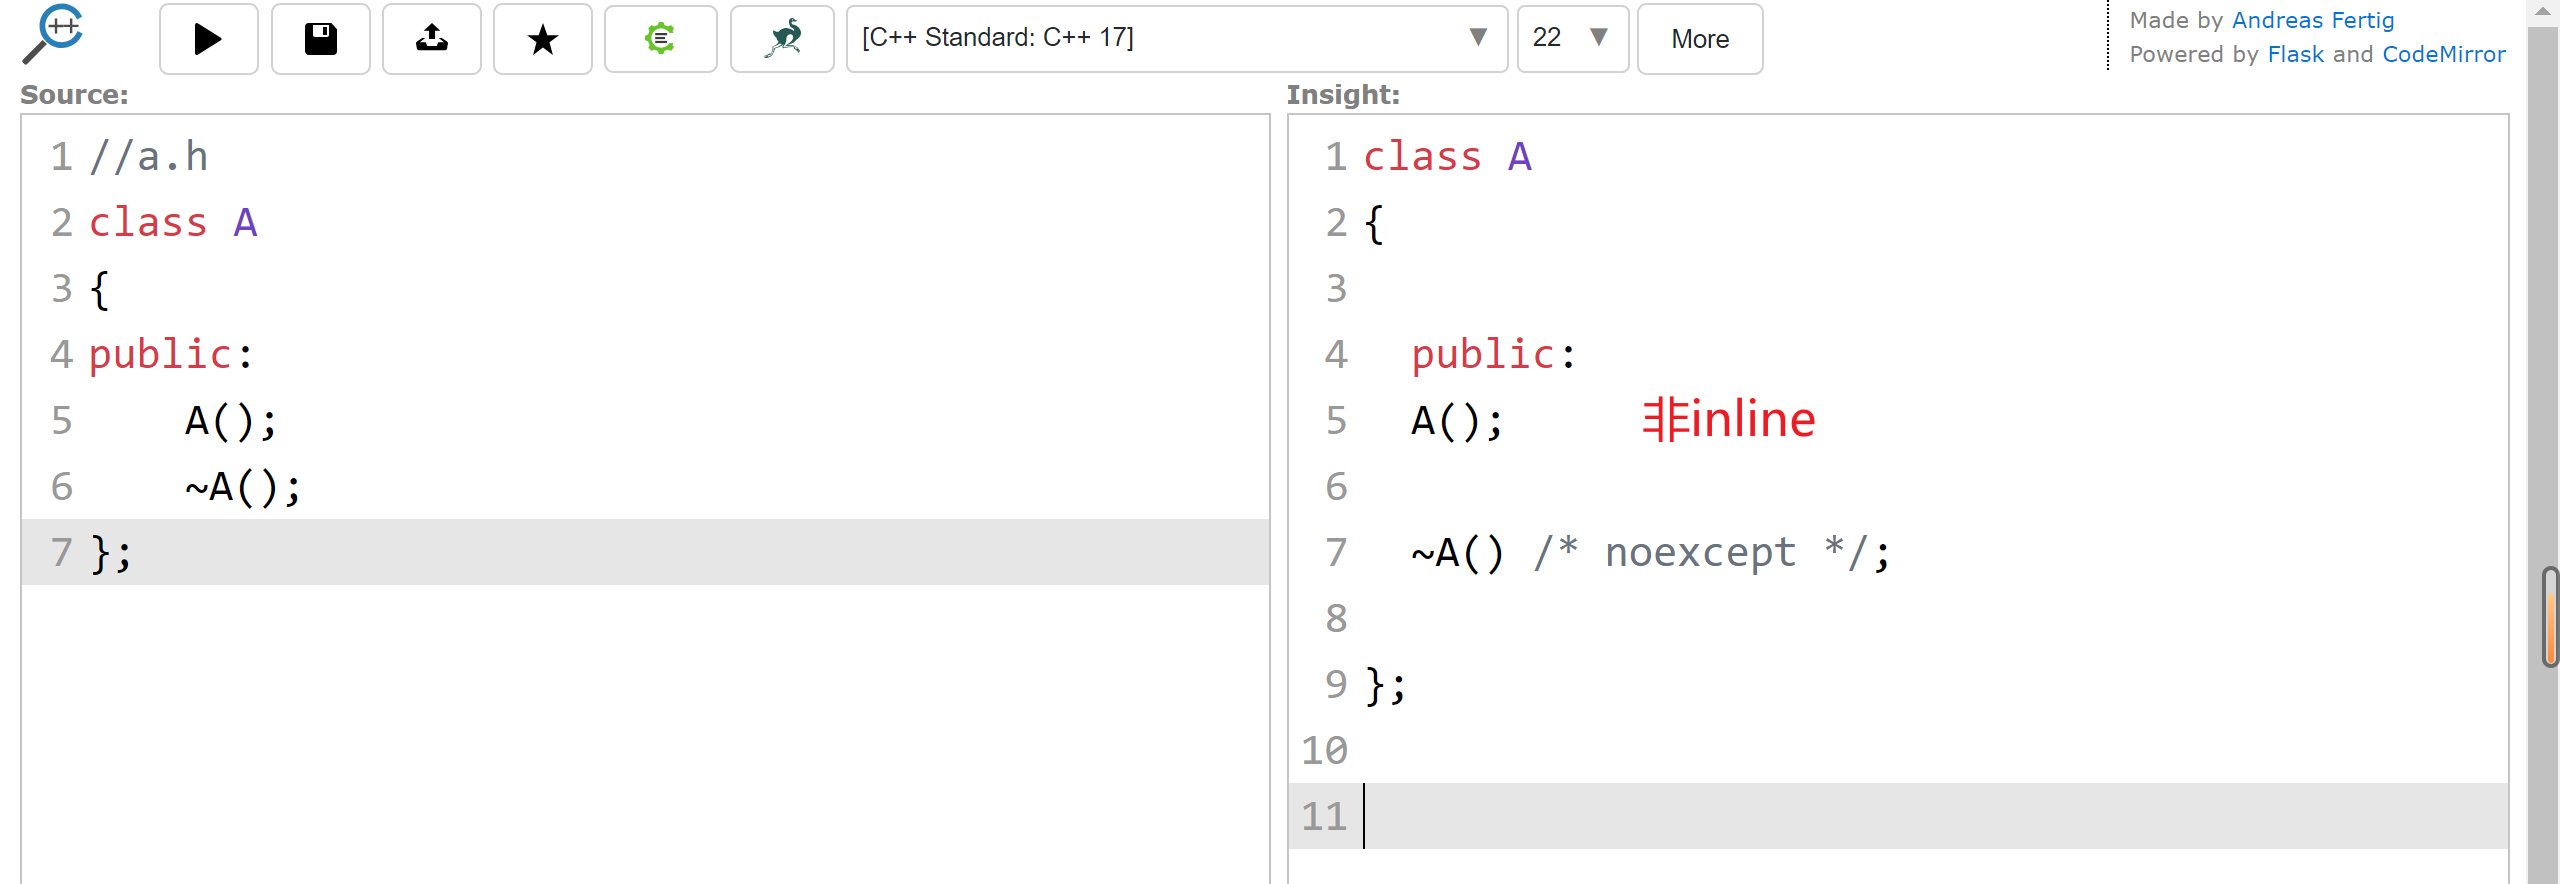 ++
[C++ Standard: C++ 17]
22
More
Made by Andreas Fertig
Powered by Flask and CodeMirror
Source:
1 //a.h
2 class A
3 {
4 public:
5     A();
6     ~A();
7 };
Insight:
1 class A
2 {
3
4   public:
5   A();     非inline
6
7   ~A() /* noexcept */;
8
9 };
10
11